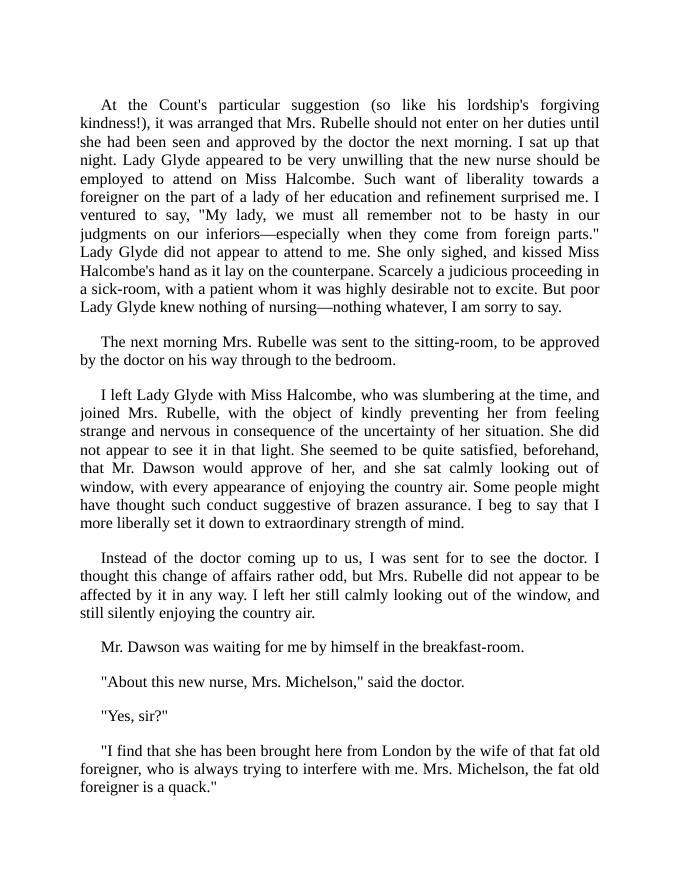 At the Count's particular suggestion (so like his lordship's forgiving
kindness!), it was arranged that Mrs. Rubelle should not enter on her duties until
she had been seen and approved by the doctor the next morning. I sat up that
night. Lady Glyde appeared to be very unwilling that the new nurse should be
employed to attend on Miss Halcombe. Such want of liberality towards a
foreigner on the part of a lady of her education and refinement surprised me. I
ventured to say, "My lady, we must all remember not to be hasty in our
judgments on our inferiors—especially when they come from foreign parts."
Lady Glyde did not appear to attend to me. She only sighed, and kissed Miss
Halcombe's hand as it lay on the counterpane. Scarcely a judicious proceeding in
a sick-room, with a patient whom it was highly desirable not to excite. But poor
Lady Glyde knew nothing of nursing—nothing whatever, I am sorry to say.
The next morning Mrs. Rubelle was sent to the sitting-room, to be approved
by the doctor on his way through to the bedroom.
I left Lady Glyde with Miss Halcombe, who was slumbering at the time, and
joined Mrs. Rubelle, with the object of kindly preventing her from feeling
strange and nervous in consequence of the uncertainty of her situation. She did
not appear to see it in that light. She seemed to be quite satisfied, beforehand,
that Mr. Dawson would approve of her, and she sat calmly looking out of
window, with every appearance of enjoying the country air. Some people might
have thought such conduct suggestive of brazen assurance. I beg to say that I
more liberally set it down to extraordinary strength of mind.
Instead of the doctor coming up to us, I was sent for to see the doctor. I
thought this change of affairs rather odd, but Mrs. Rubelle did not appear to be
affected by it in any way. I left her still calmly looking out of the window, and
still silently enjoying the country air.
Mr. Dawson was waiting for me by himself in the breakfast-room.
"About this new nurse, Mrs. Michelson," said the doctor.
"Yes, sir?"
"I find that she has been brought here from London by the wife of that fat old
foreigner, who is always trying to interfere with me. Mrs. Michelson, the fat old
foreigner is a quack."